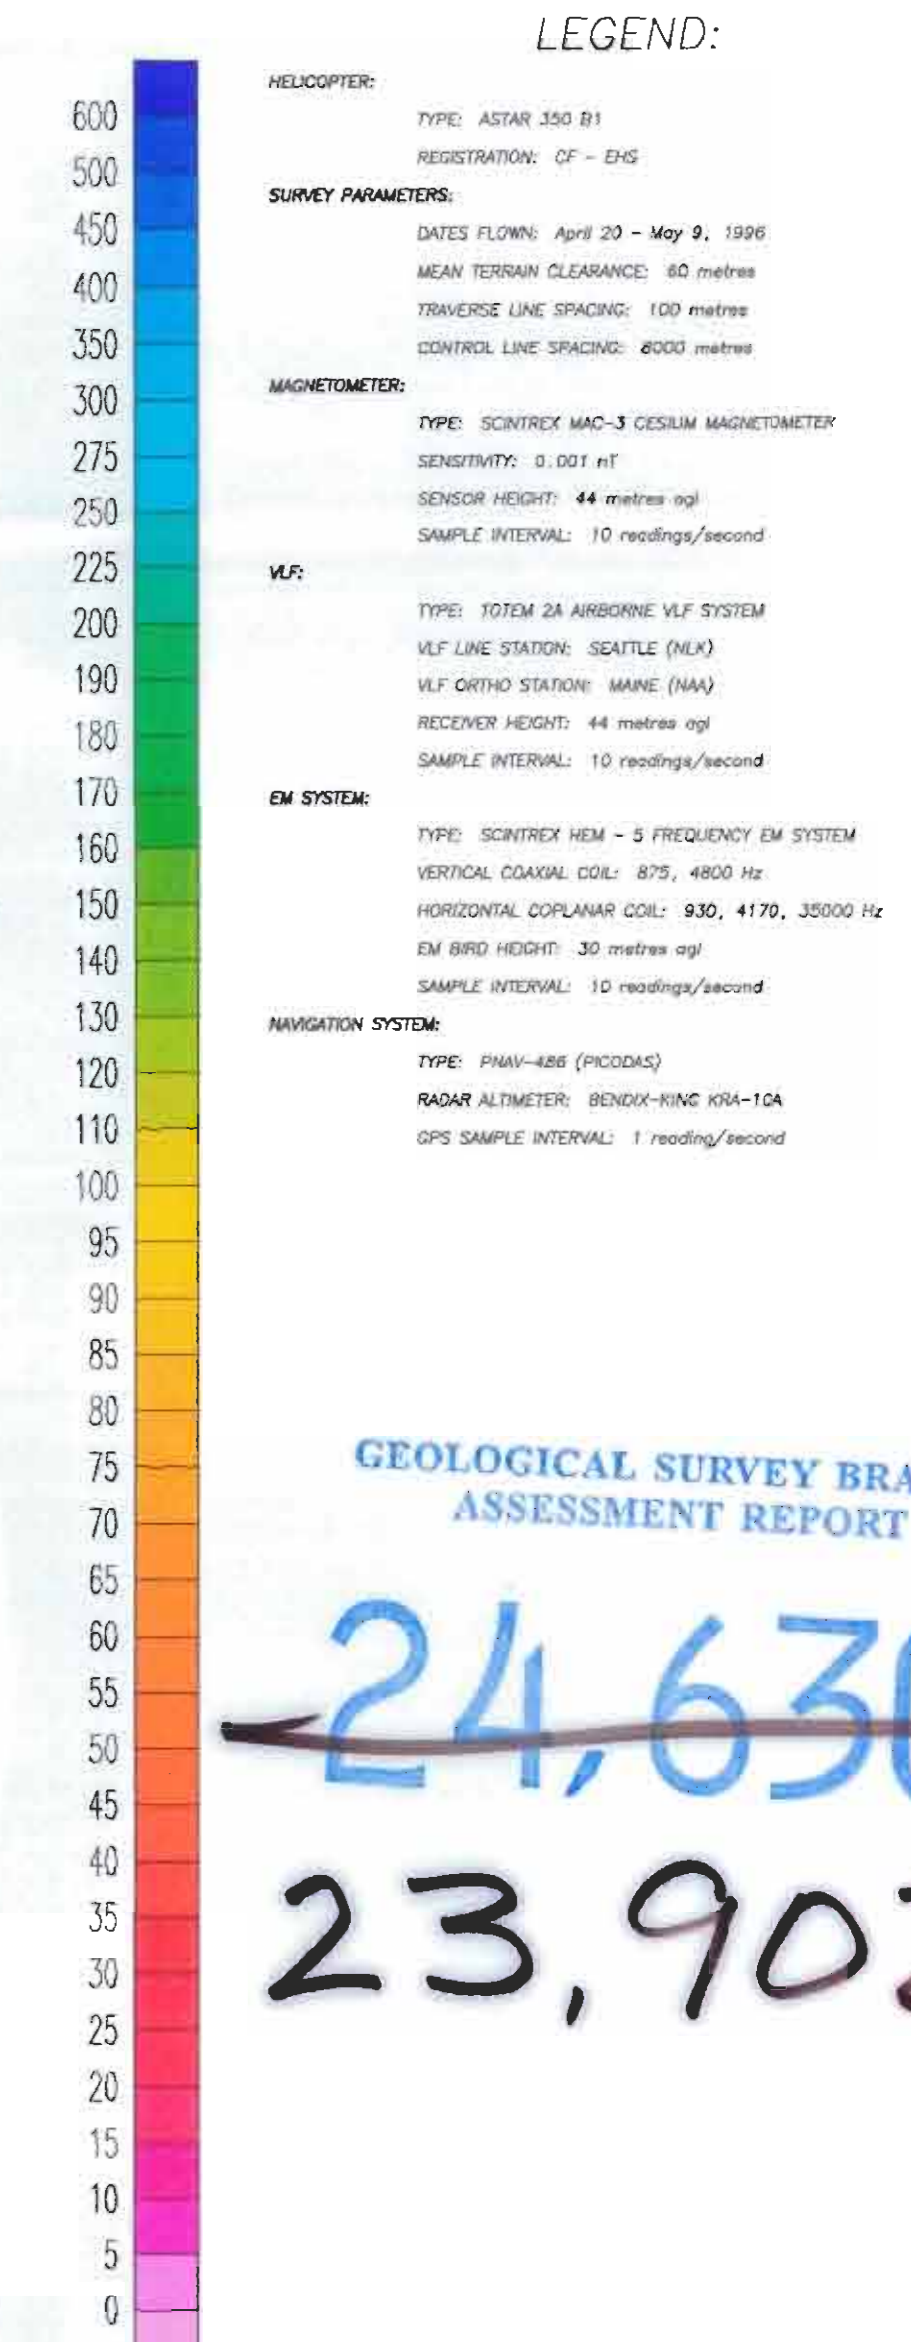 LEGEND:
600
500
450
400
350
300
275
250
225
200
190
180
170
160
150
140
130
120
110
100
95
90
85
80
75
70
65
60
55
50
45
40
35
30
25
20
15
10
5
0
HELICOPTER:
TYPE: ASTAR 350 B1
REGISTRATION: CF - EHS
SURVEY PARAMETERS:
DATES FLOWN: April 20 - May 9, 1996
MEAN TERRAIN CLEARANCE: 60 metres
TRAVERSE LINE SPACING: 100 metres
CONTROL LINE SPACING: 6000 metres
MAGNETOMETER:
TYPE: SCINTREX MAC-3 CESIUM MAGNETOMETER
SENSITIVITY: 0.001 nT
SENSOR HEIGHT: 44 metres agl
SAMPLE INTERVAL: 10 readings/second
VLF:
TYPE: TOTEM 2A AIRBORNE VLF SYSTEM
VLF LINE STATION: SEATTLE (NLK)
VLF ORTHO STATION: MAINE (NAA)
RECEIVER HEIGHT: 44 metres agl
SAMPLE INTERVAL: 10 readings/second
EM SYSTEM:
TYPE: SCINTREX HEM - 5 FREQUENCY EM SYSTEM
VERTICAL COAXIAL COIL: 875, 4800 Hz
HORIZONTAL COPLANAR COIL: 930, 4170, 35000 Hz
EM BIRD HEIGHT: 30 metres agl
SAMPLE INTERVAL: 10 readings/second
NAVIGATION SYSTEM:
TYPE: PNAV-486 (PICODAS)
RADAR ALTIMETER: BENDIX-KING KRA-10A
GPS SAMPLE INTERVAL: 1 reading/second
GEOLOGICAL SURVEY BRA
ASSESSMENT REPORT
24,63
23,90